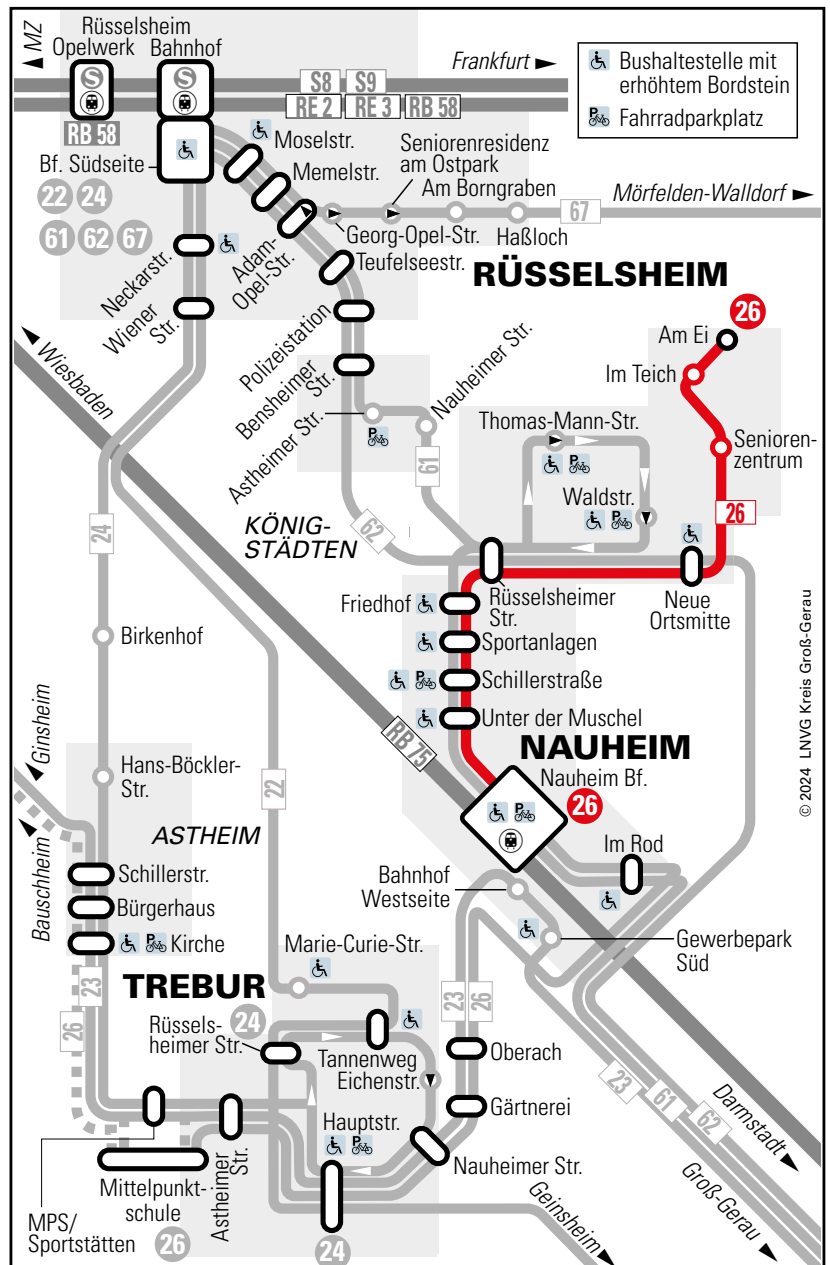 MZ
Rüsselsheim
Opelwerk Bahnhof
S
S
S8 S9
Frankfurt
RE 2 RE 3 RB 58
RB 58
Bushaltestelle mit
erhöhtem Bordstein
P
Fahrradparkplatz
Bf. Südseite
22 24
61 62 67
Moselstr.
Memelstr.
Adam-
Opel-Str.
Seniorenresidenz
am Ostpark
Am Borngraben
Georg-Opel-Str.
Haßloch
67
Mörfelden-Walldorf
Teufelseestr.
RÜSSELSHEIM
Neckarstr.
Wiener
Str.
Wiesbaden
Polizeistation
Bensheimer
Str.
Astheimer Str.
P
Nauheimer Str.
61
62
KÖNIG-
STÄDTEN
26
Am Ei
Im Teich
Senioren-
zentrum
26
Thomas-Mann-Str.
P
Waldstr.
P
Rüsselsheimer
Str.
Neue
Ortsmitte
Friedhof
Sportanlagen
P
Schillerstraße
Unter der Muschel
RB 75
NAUHEIM
Nauheim Bf.
26
P
Im Rod
Bahnhof
Westseite
Gewerbepark
Süd
24
Birkenhof
Ginsheim
Hans-Böckler-
Str.
22
Bauschheim
ASTHEIM
Schillerstr.
Bürgerhaus
P
Kirche
23
26
TREBUR
Marie-Curie-Str.
Rüssels-
heimer Str.
24
Tannenweg
Eichenstr.
23 26
Oberach
Gärtnerei
Hauptstr.
P
Nauheimer Str.
24
Astheimer
Str.
Mittelpunkt-
schule
26
MPS/
Sportstätten
Geinsheim
23 61 62
Darmstadt
Groß-Gerau
© 2024 LNVG Kreis Groß-Gerau